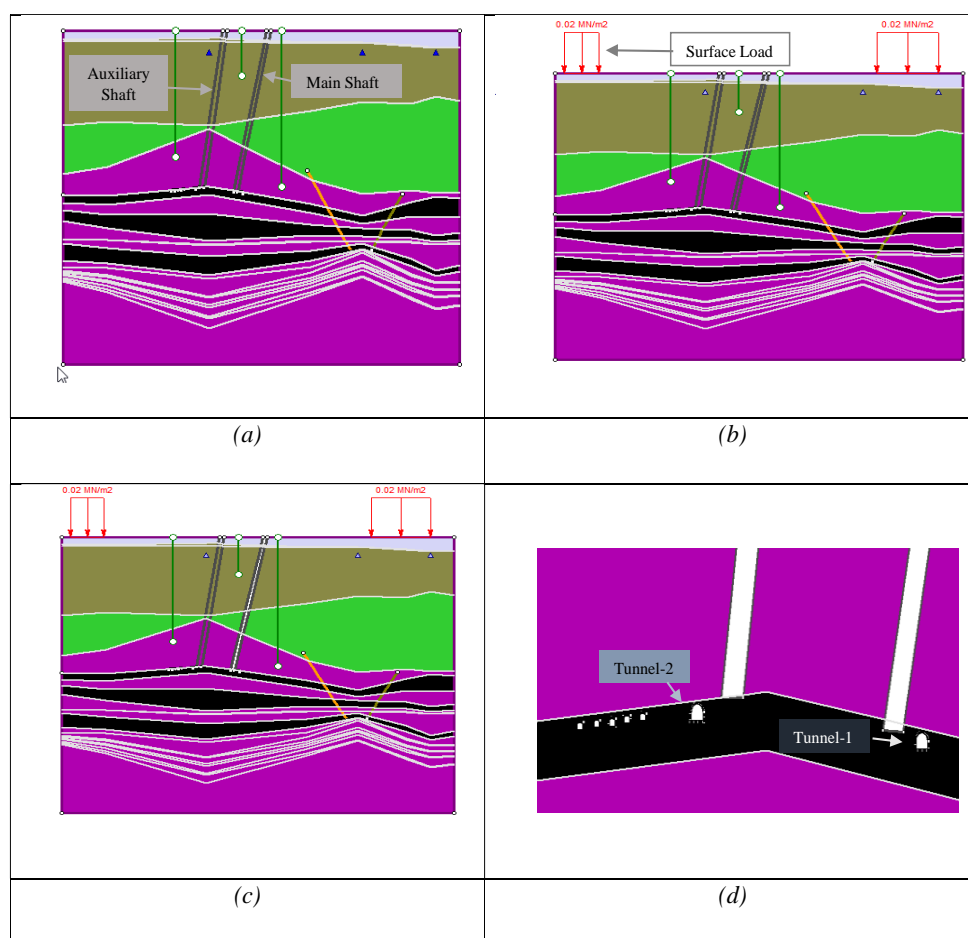 Auxiliary
Shaft
Main Shaft
(a)
0.02 MN/m2
Surface Load
0.02 MN/m2
(b)
0.02 MN/m2
0.02 MN/m2
(c)
Tunnel-2
Tunnel-1
(d)